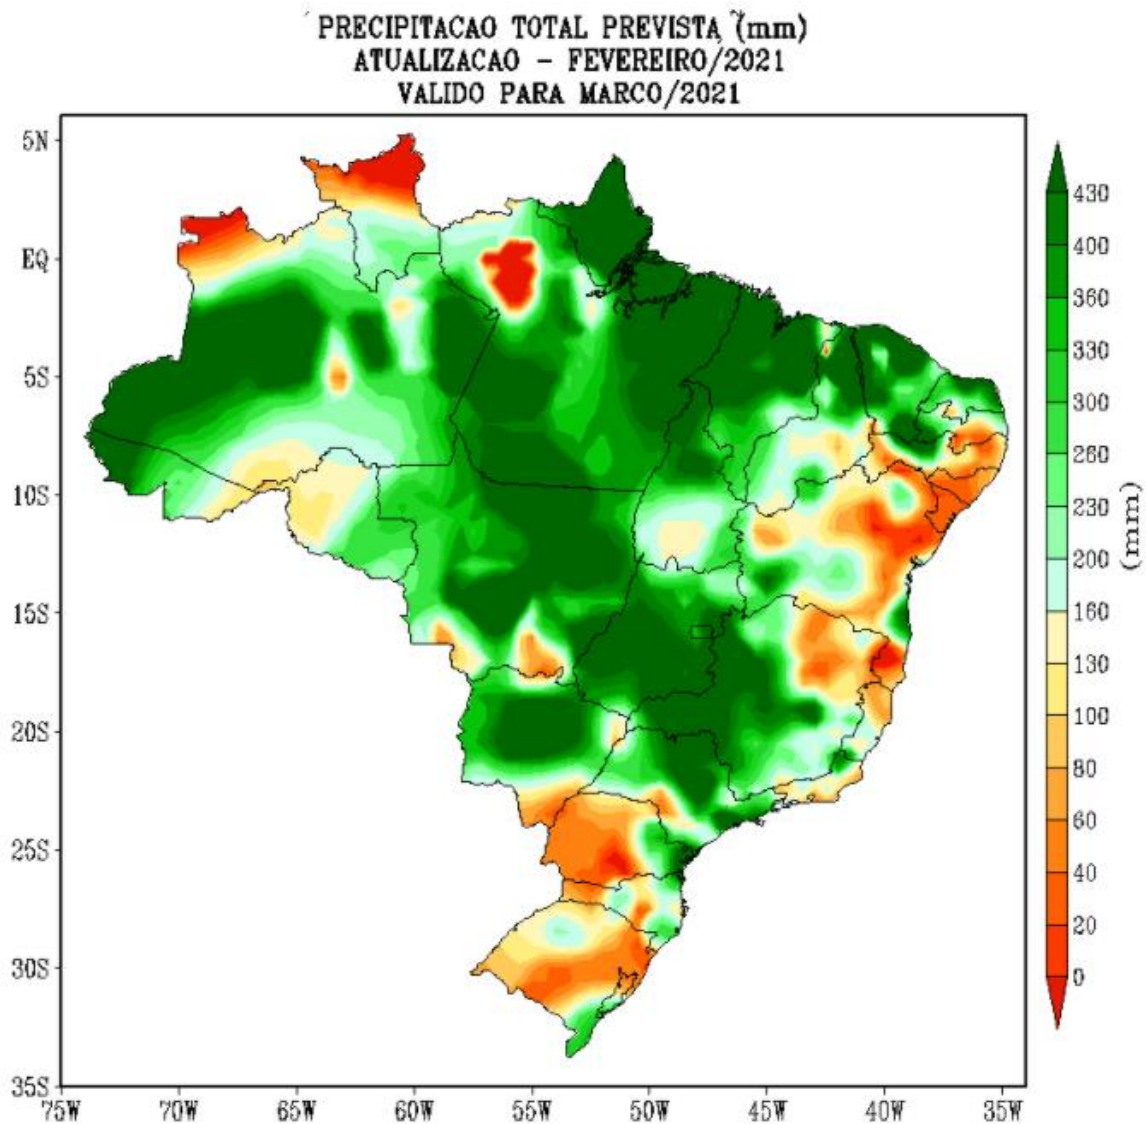 PRECIPITACAO TOTAL PREVISTA (mm)
ATUALIZACAO - FEVEREIRO/2021
VALIDO PARA MARCO/2021
5N
EQ
5S
10S
15S
20S
25S
30S
35S
75W
70W
65W
60W
55W
50W
45W
40W
35W
430
400
360
330
300
260
230
200
160
130
100
80
60
40
20
0
(mm)